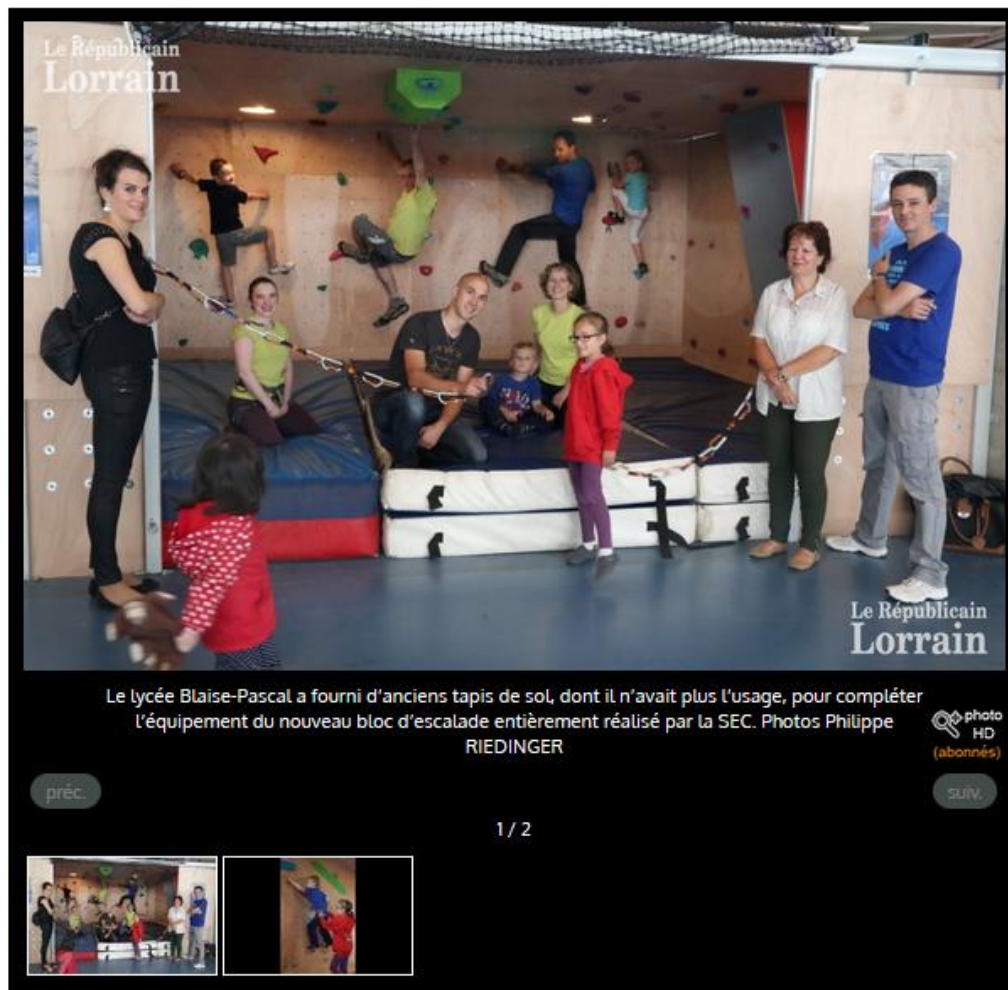 Le Républicain
Lorrain
Le Républicain
Lorrain
Le lycée Blaise-Pascal a fourni d'anciens tapis de sol, dont il n'avait plus l'usage, pour compléter
l'équipement du nouveau bloc d'escalade entièrement réalisé par la SEC. Photos Philippe
RIEDINGER
photo
HD
(abonnés)
préc.
suiv.
1 / 2